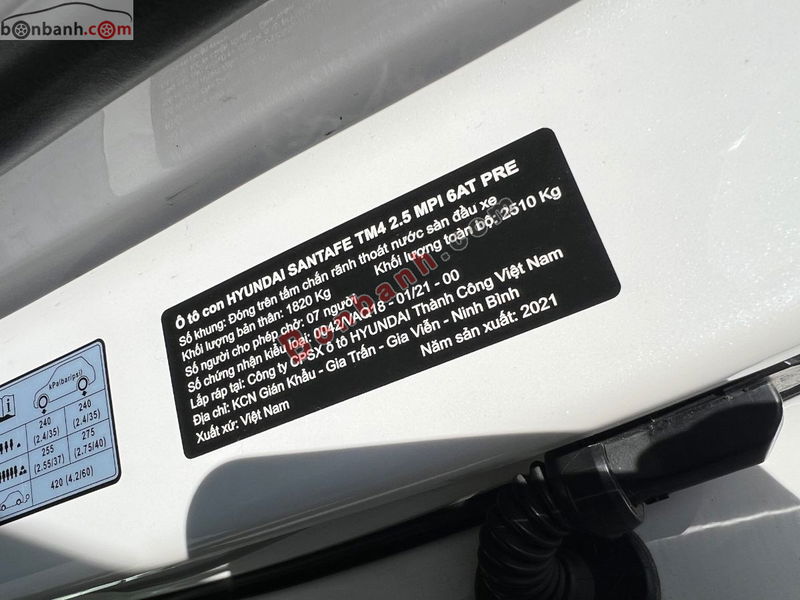 bonbanh.com
Ô tô con HYUNDAI SANTAFE TM4 2.5 MPI 6AT PRE
Số khung: Đóng trên tấm chắn rãnh thoát nước sàn đầu xe
Khối lượng bản thân: 1820 Kg Khối lượng toàn bộ: 2510 Kg
Số người cho phép chở: 07 người
Số chứng nhận kiểu loại: 0042/VAQ18 - 01/21 - 00
Lắp ráp tại: Công ty CPSX ô tô HYUNDAI Thành Công Việt Nam
Địa chỉ: KCN Gián Khẩu - Gia Trấn - Gia Viễn - Ninh Bình
Xuất xứ: Việt Nam Năm sản xuất: 2021
Bonbanh.com
kPa(bar/psi)
240 (2.4/35) 240 (2.4/35)
255 (2.55/37) 275 (2.75/40)
420 (4.2/60)